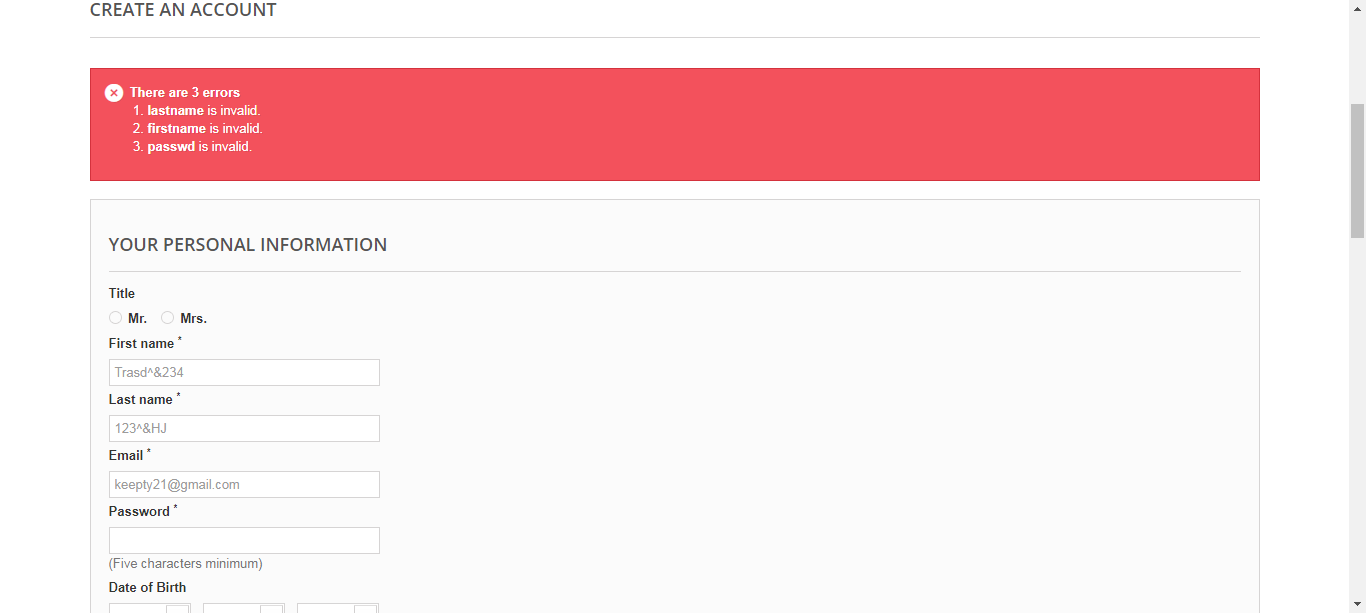 CREATE AN ACCOUNT
There are 3 errors
1. lastname is invalid.
2. firstname is invalid.
3. passwd is invalid.
YOUR PERSONAL INFORMATION
Title
Mr. Mrs.
First name *
Trasd^&234
Last name *
123^&HJ
Email *
keepty21@gmail.com
Password *
(Five characters minimum)
Date of Birth